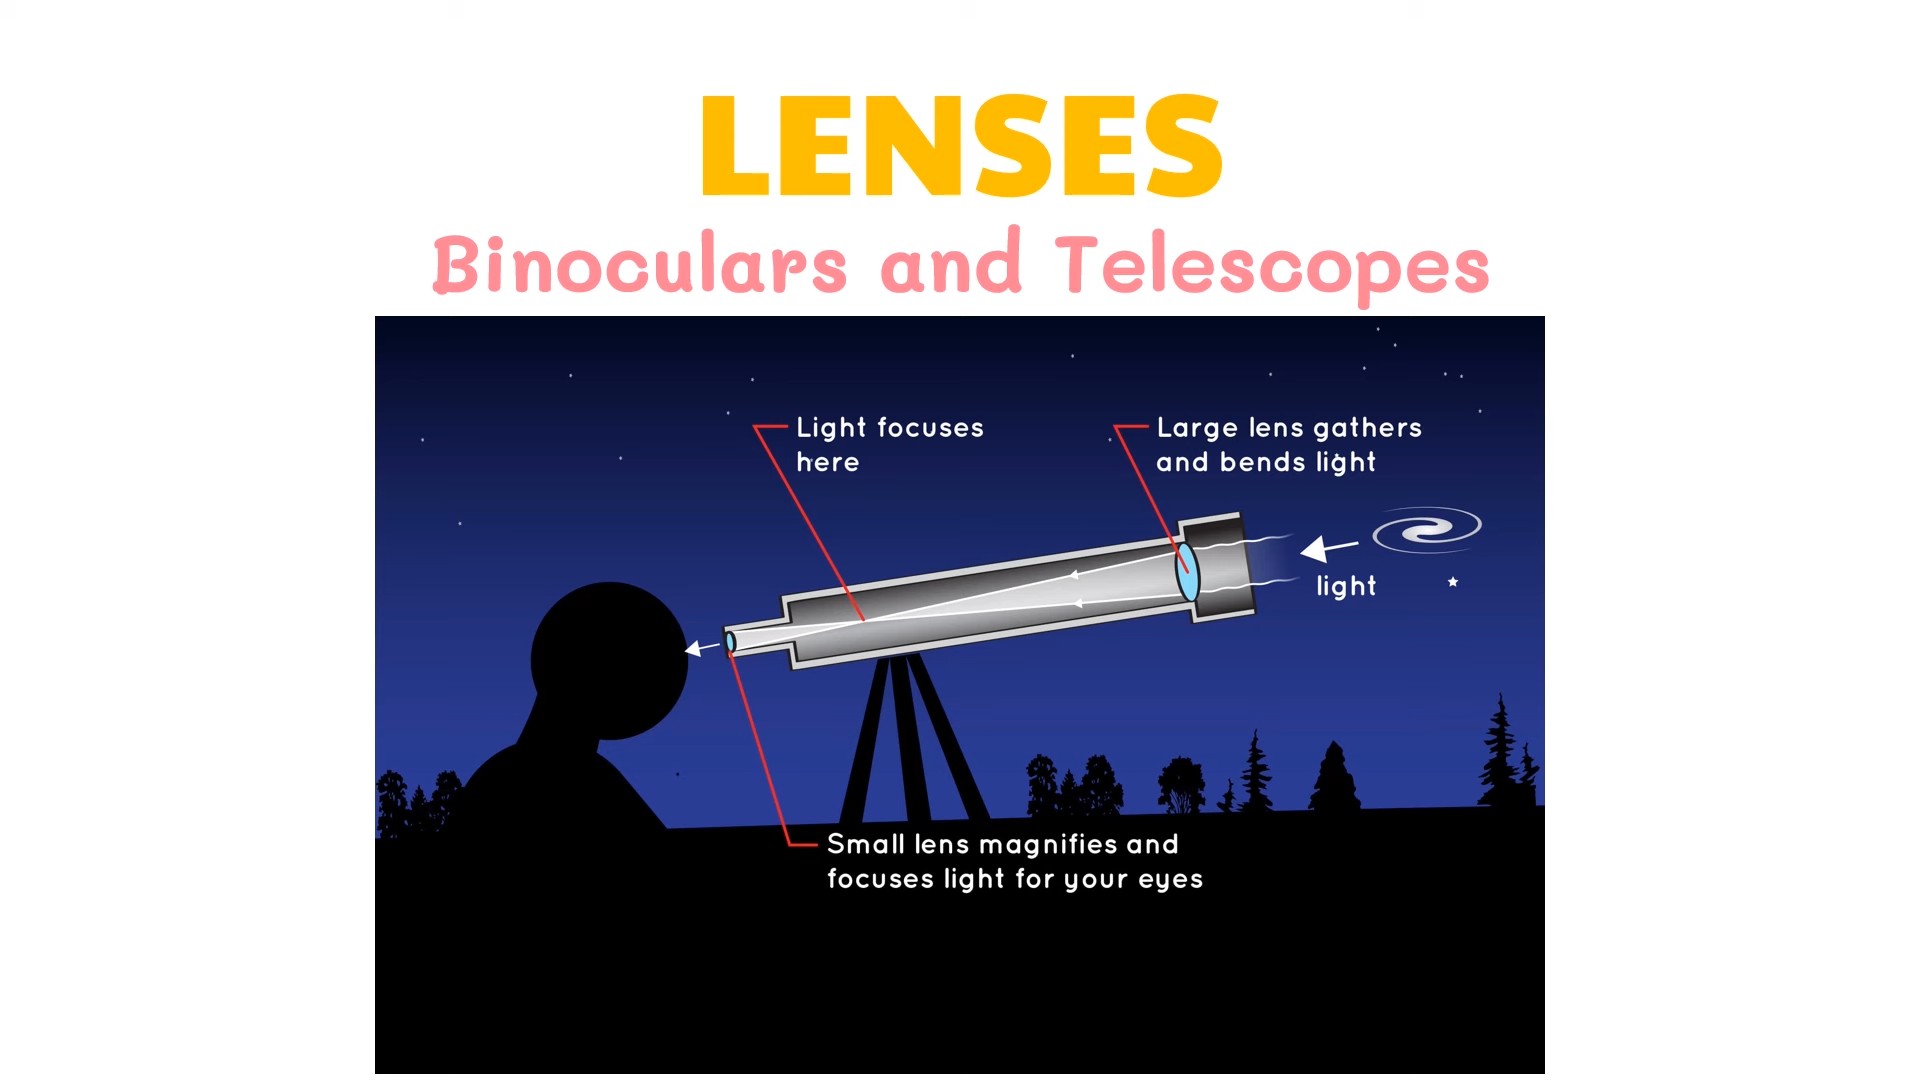 LENSES
Binoculars and Telescopes
Light focuses
here
Large lens gathers
and bends light
light
Small lens magnifies and
focuses light for your eyes